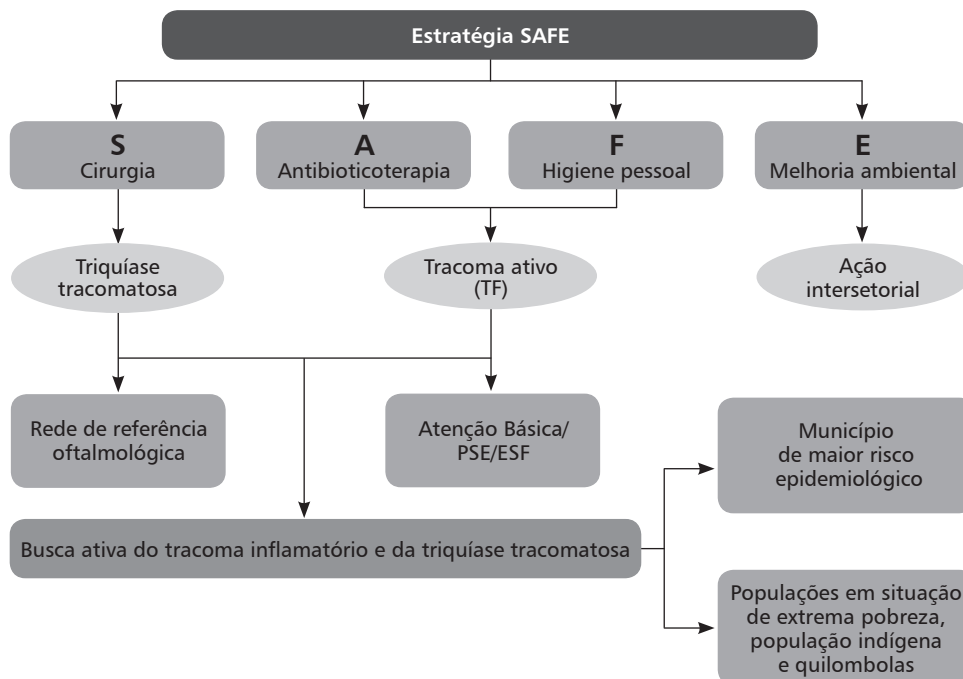 Estratégia SAFE
S
Cirurgia
A
Antibioticoterapia
F
Higiene pessoal
E
Melhoria ambiental
Triquíase
tracomatosa
Tracoma ativo
(TF)
Ação
intersetorial
Rede de referência
oftalmológica
Atenção Básica/
PSE/ESF
Município
de maior risco
epidemiológico
Busca ativa do tracoma inflamatório e da triquíase tracomatosa
Populações em situação
de extrema pobreza,
população indígena
e quilombolas